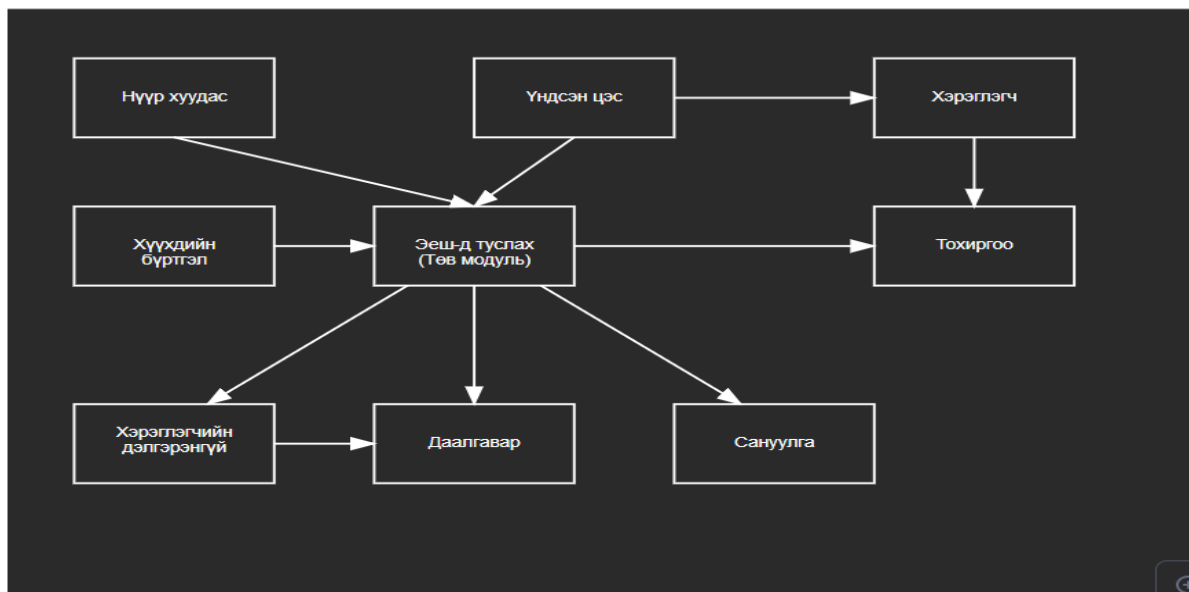 Нүүр хуудас
Үндсэн цэс
Хэрэглэгч
Хүүхдийн
бүртгэл
Эеш-д туслах
(Төв модуль)
Тохиргоо
Хэрэглэгчийн
дэлгэрэнгүй
Даалгавар
Сануулга